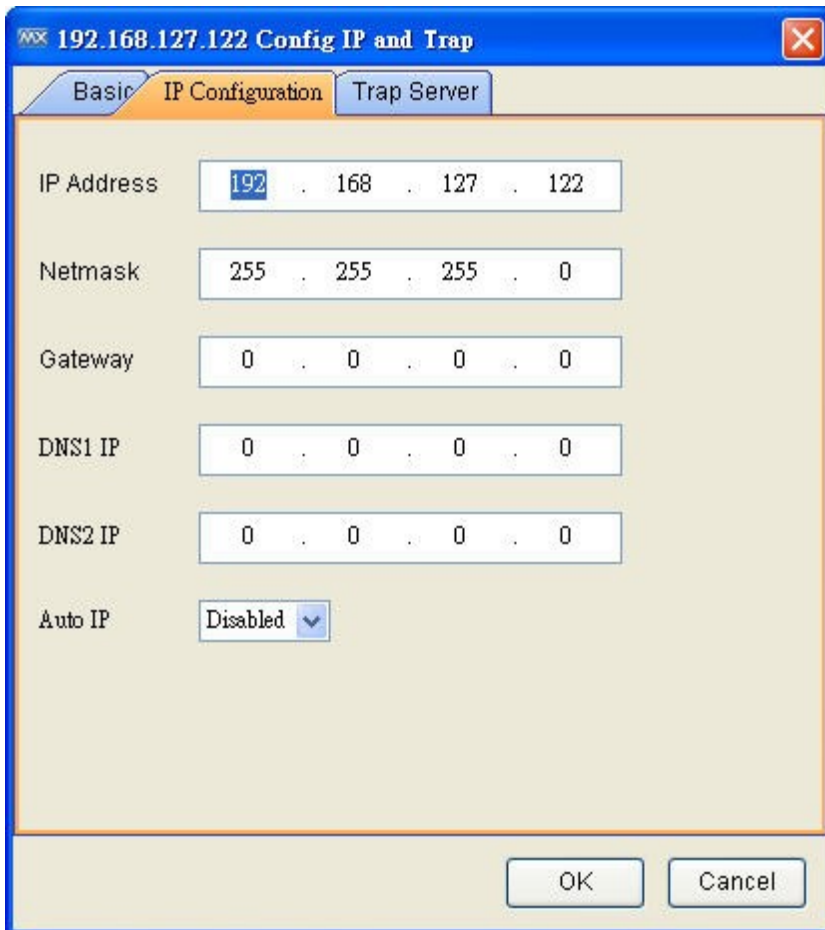 MX 192.168.127.122 Config IP and Trap
Basic IP Configuration Trap Server
IP Address 192 . 168 . 127 . 122
Netmask 255 . 255 . 255 . 0
Gateway 0 . 0 . 0 . 0
DNS1 IP 0 . 0 . 0 . 0
DNS2 IP 0 . 0 . 0 . 0
Auto IP Disabled
OK Cancel